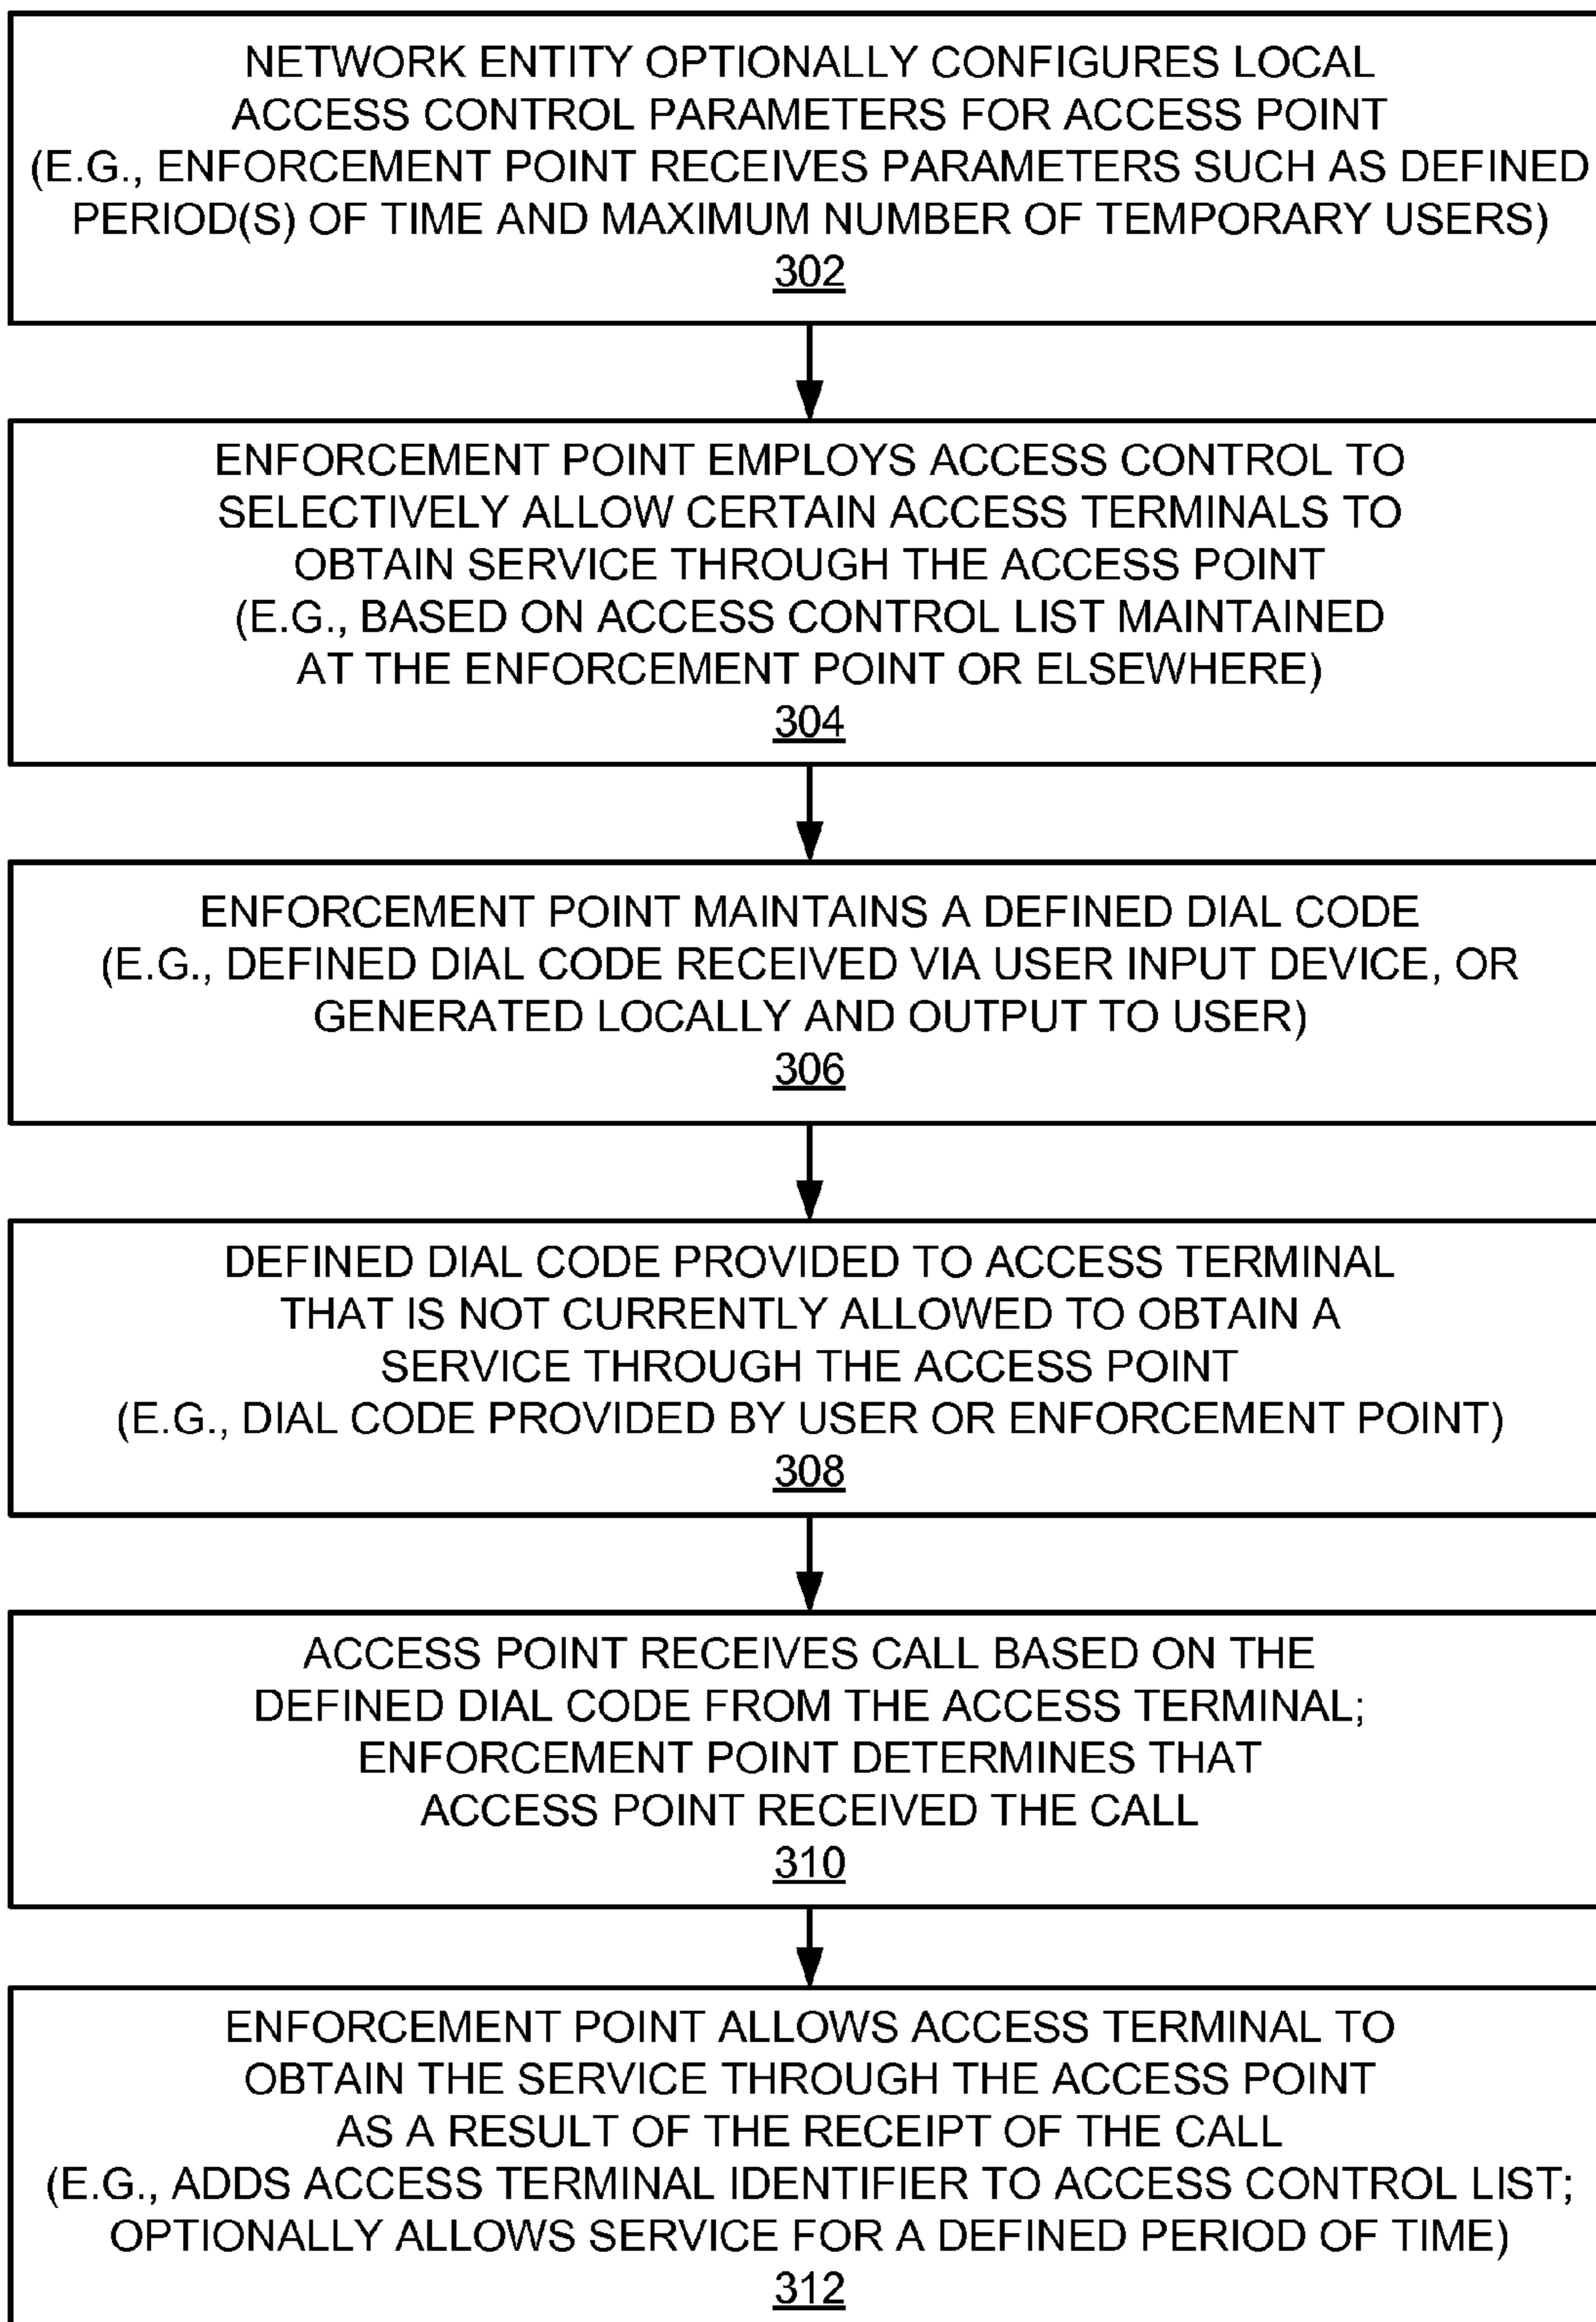 NETWORK ENTITY OPTIONALLY CONFIGURES LOCAL
ACCESS CONTROL PARAMETERS FOR ACCESS POINT
(E.G., ENFORCEMENT POINT RECEIVES PARAMETERS SUCH AS DEFINED
PERIOD(S) OF TIME AND MAXIMUM NUMBER OF TEMPORARY USERS)
302
ENFORCEMENT POINT EMPLOYS ACCESS CONTROL TO
SELECTIVELY ALLOW CERTAIN ACCESS TERMINALS TO
OBTAIN SERVICE THROUGH THE ACCESS POINT
(E.G., BASED ON ACCESS CONTROL LIST MAINTAINED
AT THE ENFORCEMENT POINT OR ELSEWHERE)
304
ENFORCEMENT POINT MAINTAINS A DEFINED DIAL CODE
(E.G., DEFINED DIAL CODE RECEIVED VIA USER INPUT DEVICE, OR
GENERATED LOCALLY AND OUTPUT TO USER)
306
DEFINED DIAL CODE PROVIDED TO ACCESS TERMINAL
THAT IS NOT CURRENTLY ALLOWED TO OBTAIN A
SERVICE THROUGH THE ACCESS POINT
(E.G., DIAL CODE PROVIDED BY USER OR ENFORCEMENT POINT)
308
ACCESS POINT RECEIVES CALL BASED ON THE
DEFINED DIAL CODE FROM THE ACCESS TERMINAL;
ENFORCEMENT POINT DETERMINES THAT
ACCESS POINT RECEIVED THE CALL
310
ENFORCEMENT POINT ALLOWS ACCESS TERMINAL TO
OBTAIN THE SERVICE THROUGH THE ACCESS POINT
AS A RESULT OF THE RECEIPT OF THE CALL
(E.G., ADDS ACCESS TERMINAL IDENTIFIER TO ACCESS CONTROL LIST;
OPTIONALLY ALLOWS SERVICE FOR A DEFINED PERIOD OF TIME)
312